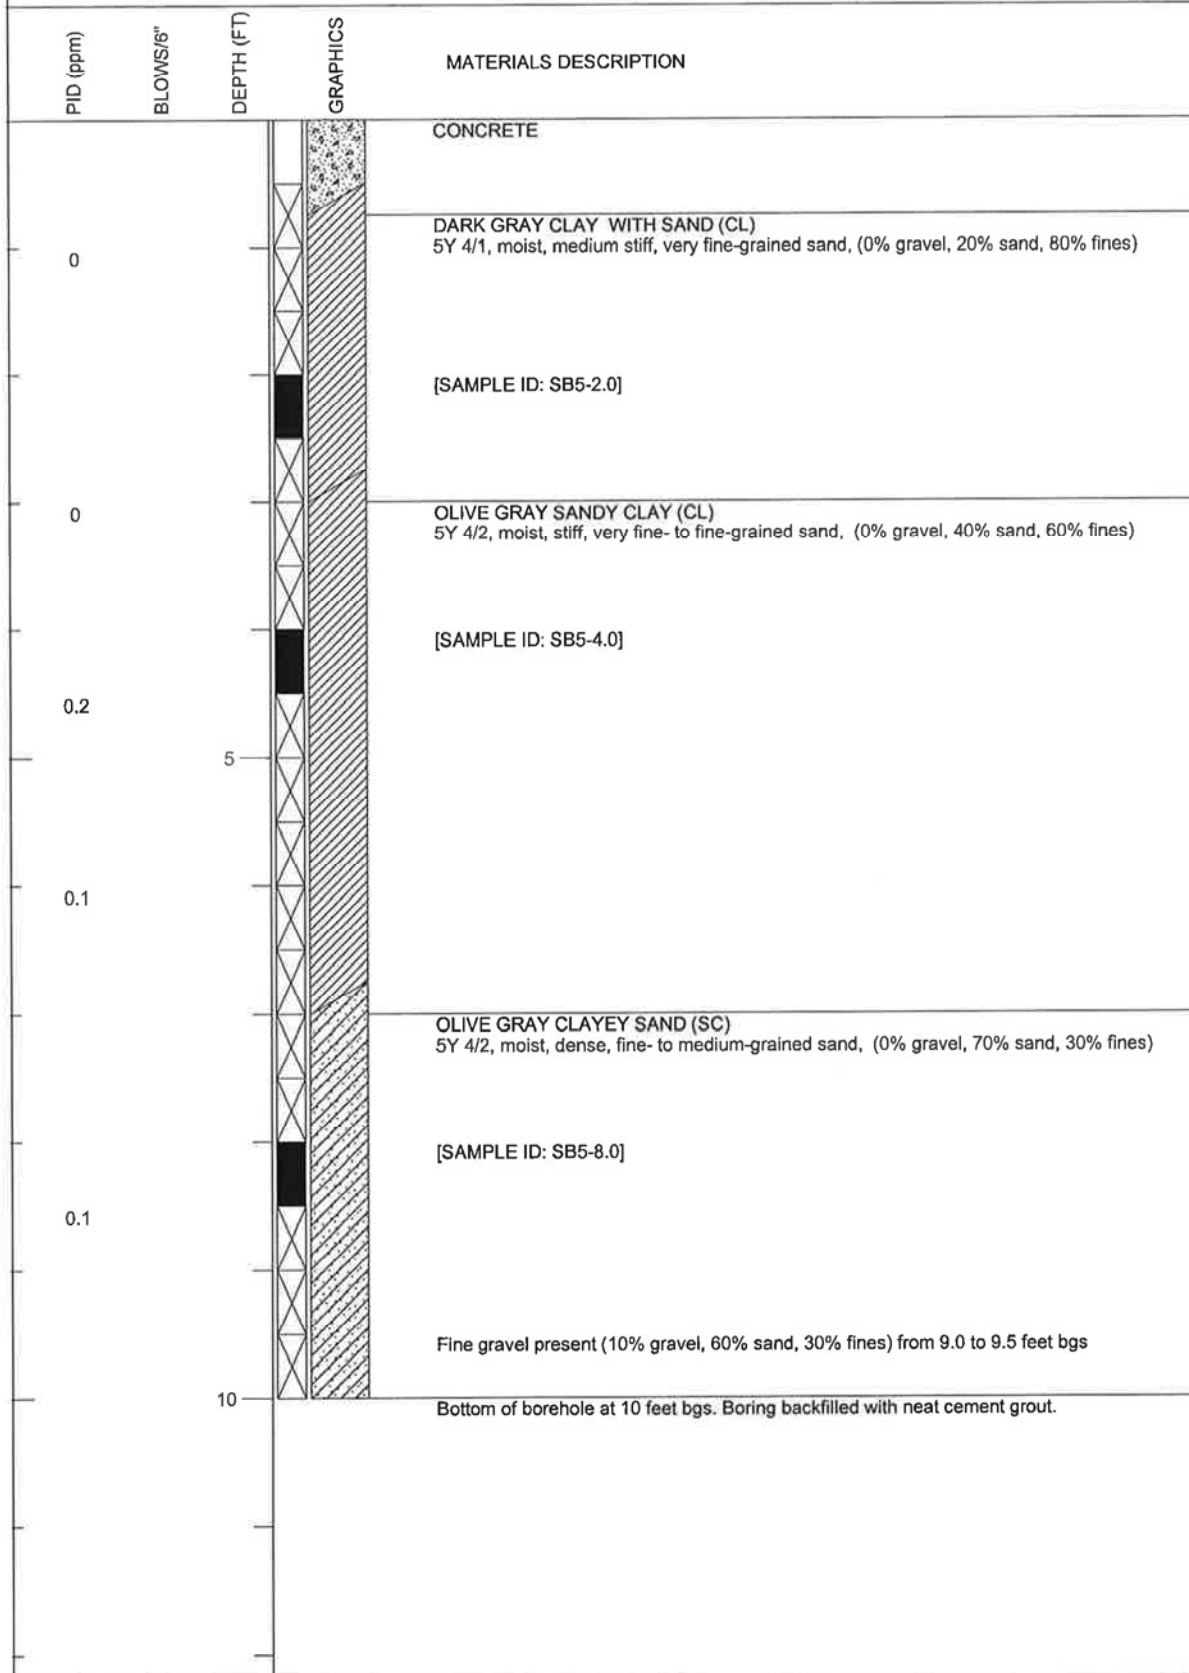 PID (ppm)
BLOWS/6"
DEPTH (FT)
GRAPHICS
MATERIALS DESCRIPTION
CONCRETE
DARK GRAY CLAY WITH SAND (CL)
0
5Y 4/1, moist, medium stiff, very fine-grained sand, (0% gravel, 20% sand, 80% fines)
[SAMPLE ID: SB5-2.0]
0
OLIVE GRAY SANDY CLAY (CL)
5Y 4/2, moist, stiff, very fine- to fine-grained sand, (0% gravel, 40% sand, 60% fines)
[SAMPLE ID: SB5-4.0]
0.2
5
0.1
OLIVE GRAY CLAYEY SAND (SC)
5Y 4/2, moist, dense, fine- to medium-grained sand, (0% gravel, 70% sand, 30% fines)
[SAMPLE ID: SB5-8.0]
0.1
Fine gravel present (10% gravel, 60% sand, 30% fines) from 9.0 to 9.5 feet bgs
10
Bottom of borehole at 10 feet bgs. Boring backfilled with neat cement grout.